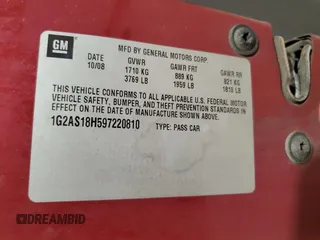 GM
MFD BY GENERAL MOTORS CORP
DATE GVWR GAWR FRT GAWR RR
10/08 1710 KG 889 KG 821 KG
3769 LB 1959 LB 1810 LB
THIS VEHICLE CONFORMS TO ALL APPLICABLE U.S. FEDERAL MOTOR
VEHICLE SAFETY, BUMPER, AND THEFT PREVENTION STANDARDS IN
EFFECT ON THE DATE OF MANUFACTURE SHOWN ABOVE.
1G2AS18H597220810 TYPE: PASS CAR
DREAMBID